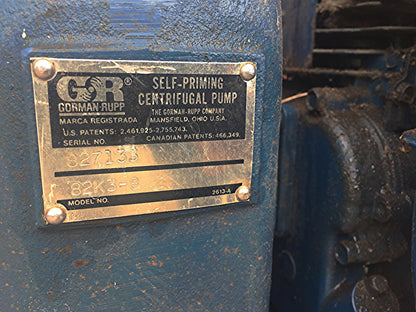 GR®
GORMAN-RUPP
SELF-PRIMING
CENTRIFUGAL PUMP
THE GORMAN-RUPP COMPANY
MANSFIELD, OHIO U.S.A.
MARCA REGISTRADA
U.S. PATENTS: 2,461,925-2,755,743.
CANADIAN PATENTS: 466,349.
SERIAL NO.
MODEL NO.
2613-A